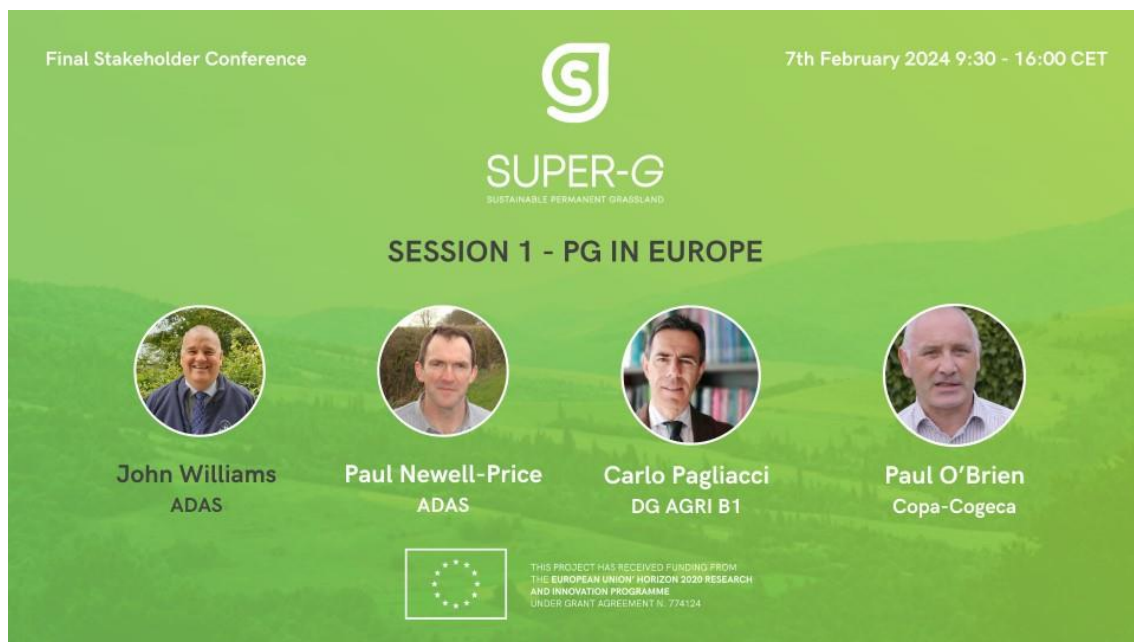 Final Stakeholder Conference
7th February 2024 9:30 - 16:00 CET
SUPER-G
SUSTAINABLE PERMANENT GRASSLAND
SESSION 1 - PG IN EUROPE
John Williams
ADAS
Paul Newell-Price
ADAS
Carlo Pagliacci
DG AGRI B1
Paul O'Brien
Copa-Cogeca
THIS PROJECT HAS RECEIVED FUNDING FROM
THE EUROPEAN UNION' HORIZON 2020 RESEARCH
AND INNOVATION PROGRAMME
UNDER GRANT AGREEMENT N. 774124